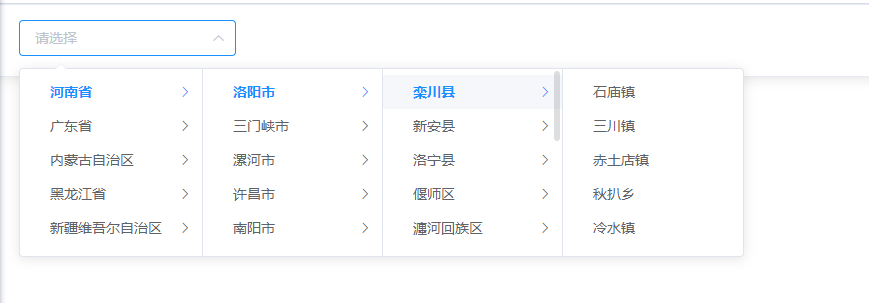 请选择
河南省
广东省
内蒙古自治区
黑龙江省
新疆维吾尔自治区
洛阳市
三门峡市
漯河市
许昌市
南阳市
栾川县
新安县
洛宁县
偃师区
瀍河回族区
石庙镇
三川镇
赤土店镇
秋扒乡
冷水镇